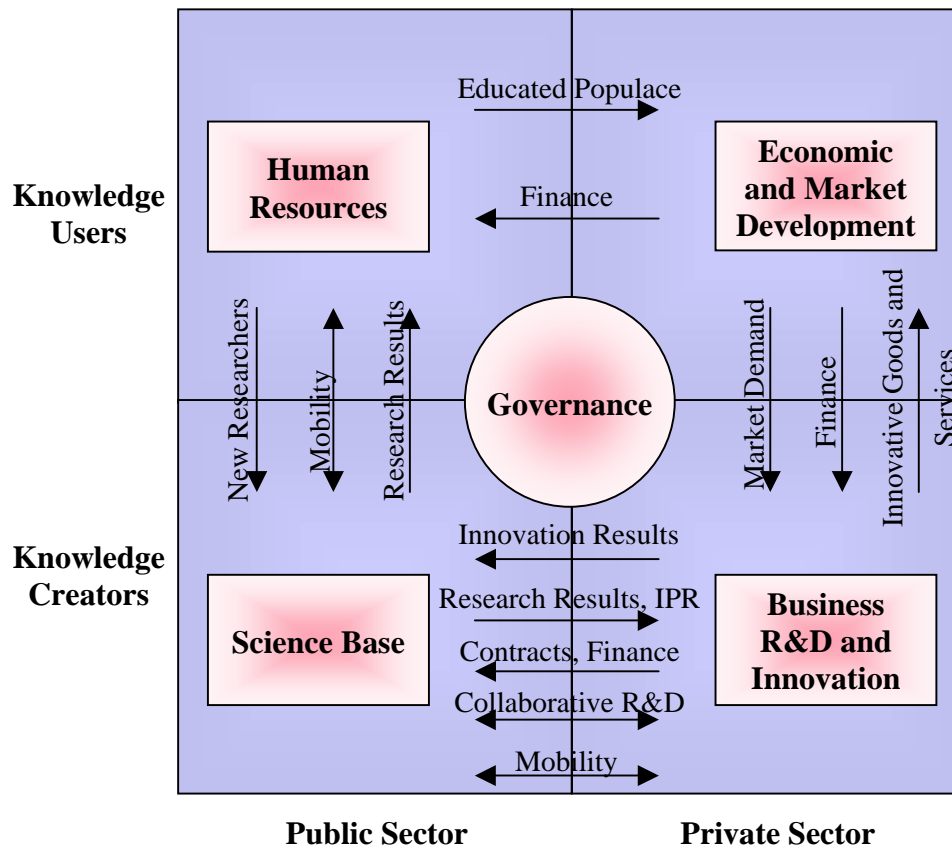 Educated Populace
Human
Resources
Economic
and Market
Development
Knowledge
Users
Finance
New Researchers
Mobility
Research Results
Governance
Market Demand
Finance
Innovative Goods and
Services
Knowledge
Creators
Innovation Results
Research Results, IPR
Science Base
Contracts, Finance
Collaborative R&D
Mobility
Business
R&D and
Innovation
Public Sector
Private Sector